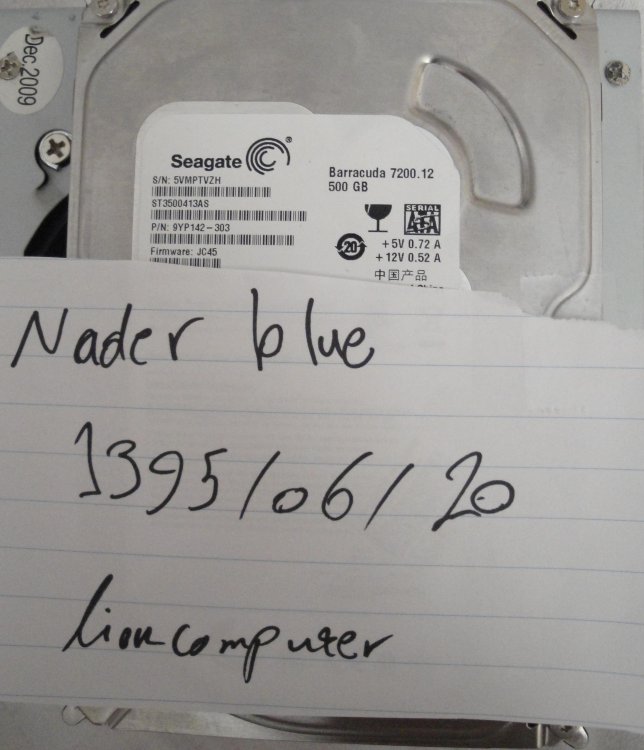 Dec.2009
Seagate
S/N: 5VMPTVZH
ST3500413AS
P/N: 9YP142-303
Firmware: JC45
Barracuda 7200.12
500 GB
SERIAL
ATA
20
+5V 0.72 A
+12V 0.52 A
中国产品
Nader blue
1395/06/20
lioncomputer